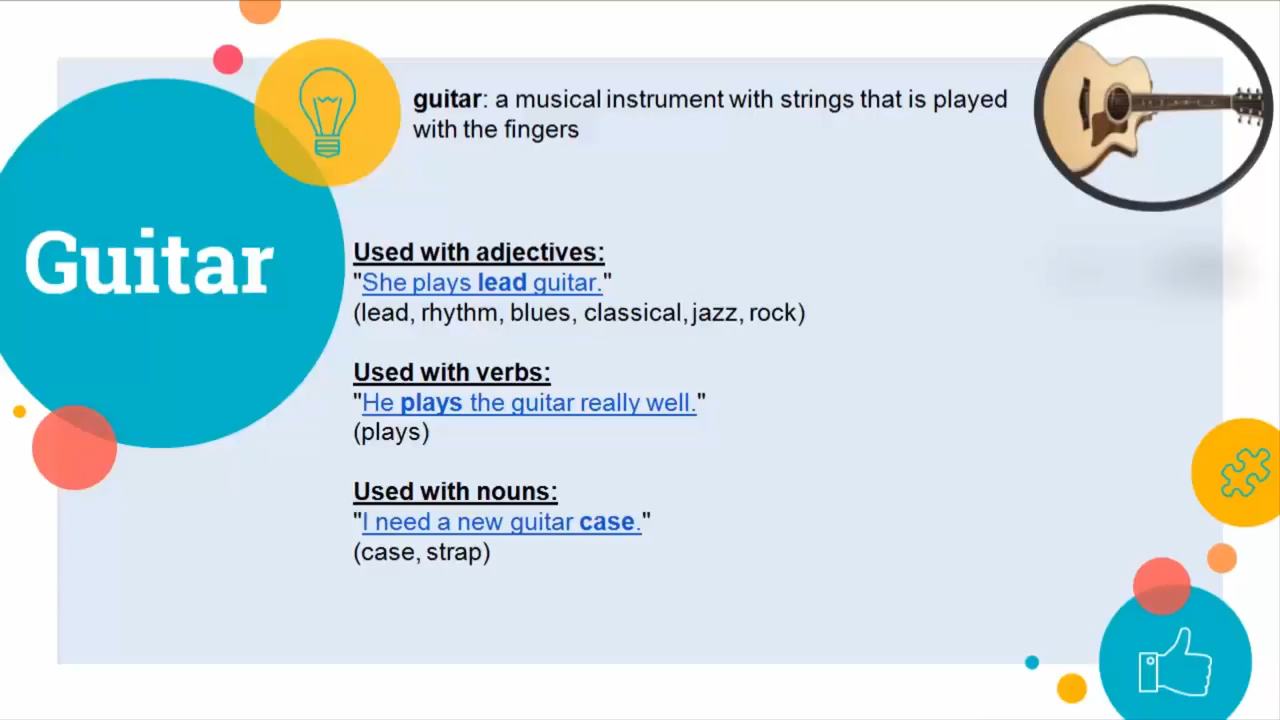 Guitar
guitar: a musical instrument with strings that is played
with the fingers
Used with adjectives:
"She plays lead guitar."
(lead, rhythm, blues, classical, jazz, rock)
Used with verbs:
"He plays the guitar really well."
(plays)
Used with nouns:
"I need a new guitar case."
(case, strap)